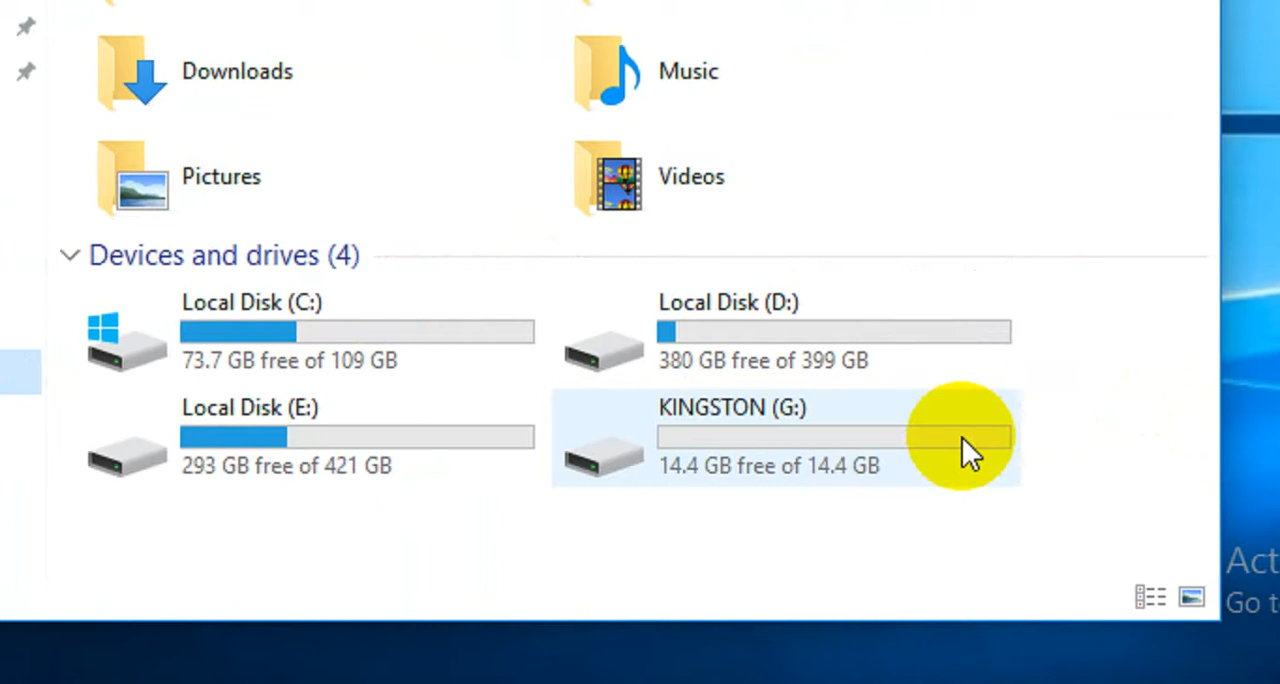 Downloads
Music
Pictures
Videos
Devices and drives (4)
Local Disk (C:)
73.7 GB free of 109 GB
Local Disk (D:)
380 GB free of 399 GB
Local Disk (E:)
293 GB free of 421 GB
KINGSTON (G:)
14.4 GB free of 14.4 GB
Act
Go t